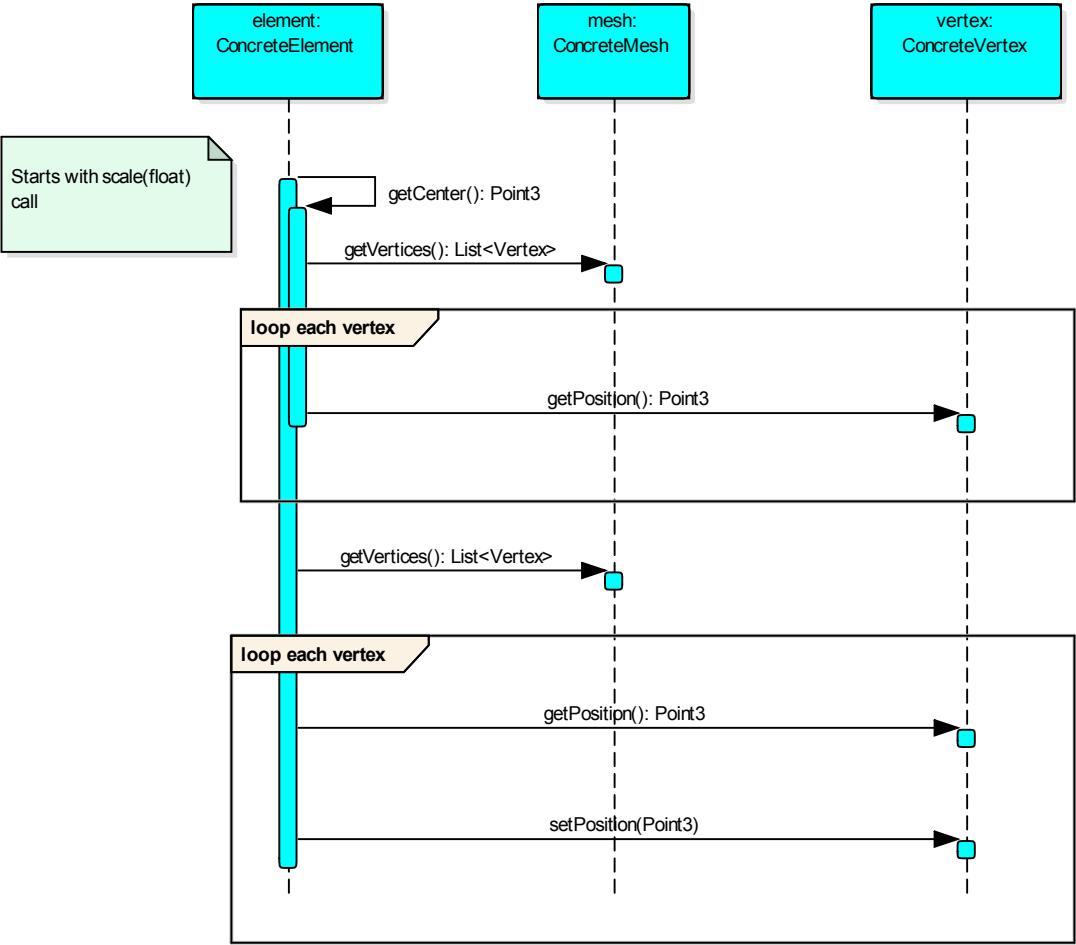 element:
ConcreteElement
mesh:
ConcreteMesh
vertex:
ConcreteVertex
Starts with scale(float)
call
getCenter(): Point3
getVertices(): List<Vertex>
loop each vertex
getPosition(): Point3
getVertices(): List<Vertex>
loop each vertex
getPosition(): Point3
setPosition(Point3)